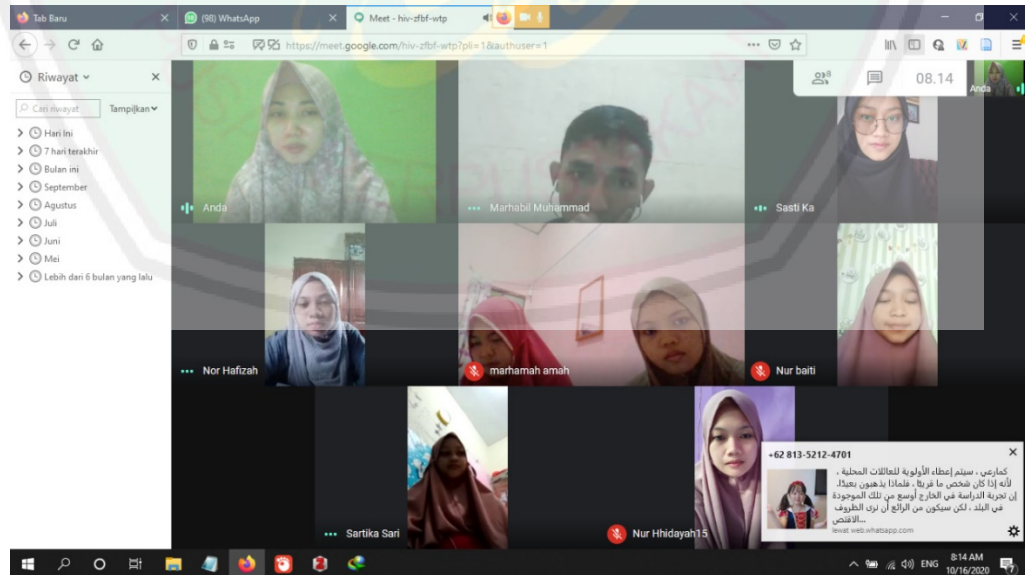 Tab Baru
(98) WhatsApp
Meet - hiv-zfbf-wtp
https://meet.google.com/hiv-zfbf-wtp?pli=1&authuser=1
Riwayat
Cari riwayat
Tampilkan
Hari Ini
7 hari terakhir
Bulan ini
September
Agustus
Juli
Juni
Mei
Lebih dari 6 bulan yang lalu
8
08.14
Anda
Anda
Marhabil Muhammad
Sasti Ka
Nor Hafizah
marhamah amah
Nur baiti
Sartika Sari
Nur Hhidayah15
+62 813-5212-4701
كمارعي ، سيتم إعطاء الأولوية للعائلات المحلية ،
لأنه إذا كان شخص ما قريبًا ، فلماذا يذهبون بعيدًا.
إن تجربة الدراسة في الخارج أوسع من تلك الموجودة
في البلد ، لكن سيكون من الرائع أن نرى الظروف
الاقتص...
lewat web.whatsapp.com
ENG
8:14 AM
10/16/2020
7